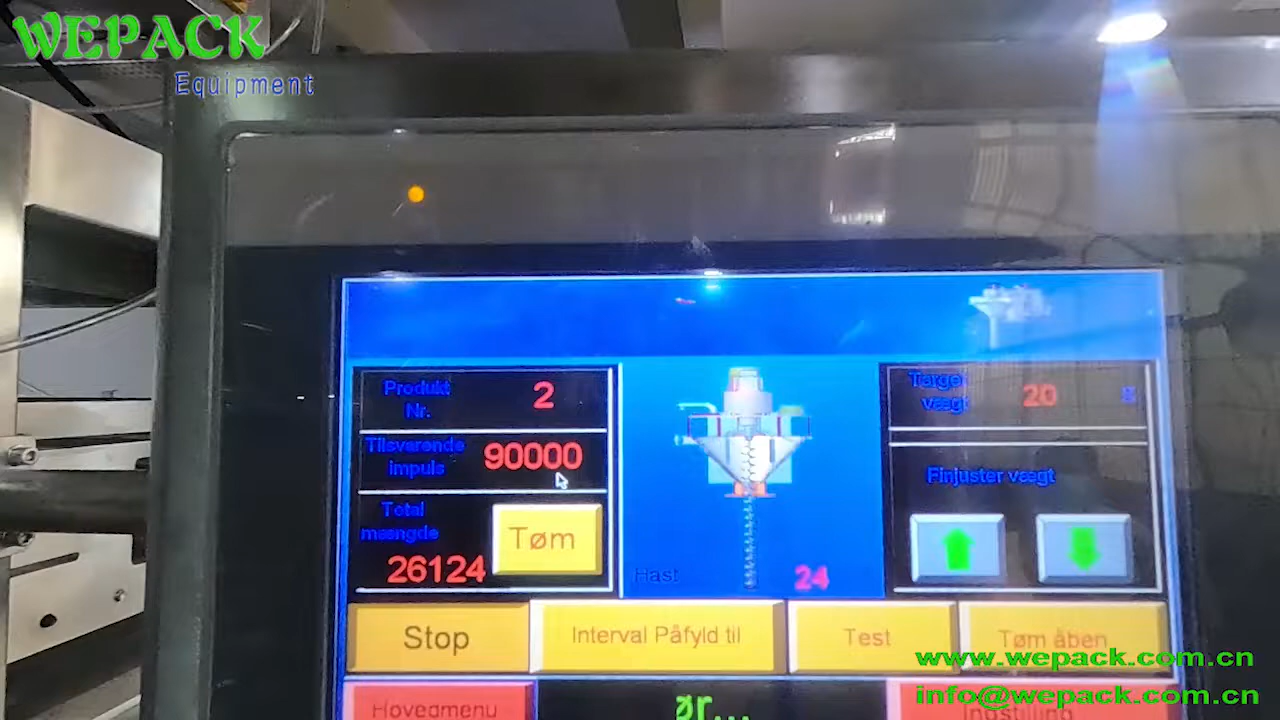 WEPACK
Equipment
Produkt
Nr.
2
Tilsvarende
impuls
90000
Total
mængde
26124
Tøm
Hast
24
Target
vægt
20
g
Finjuster vægt
Stop
Interval Påfyld til
Test
Tøm åben
Hovedmenu
ør...
Indstilling
www.wepack.com.cn
info@wepack.com.cn